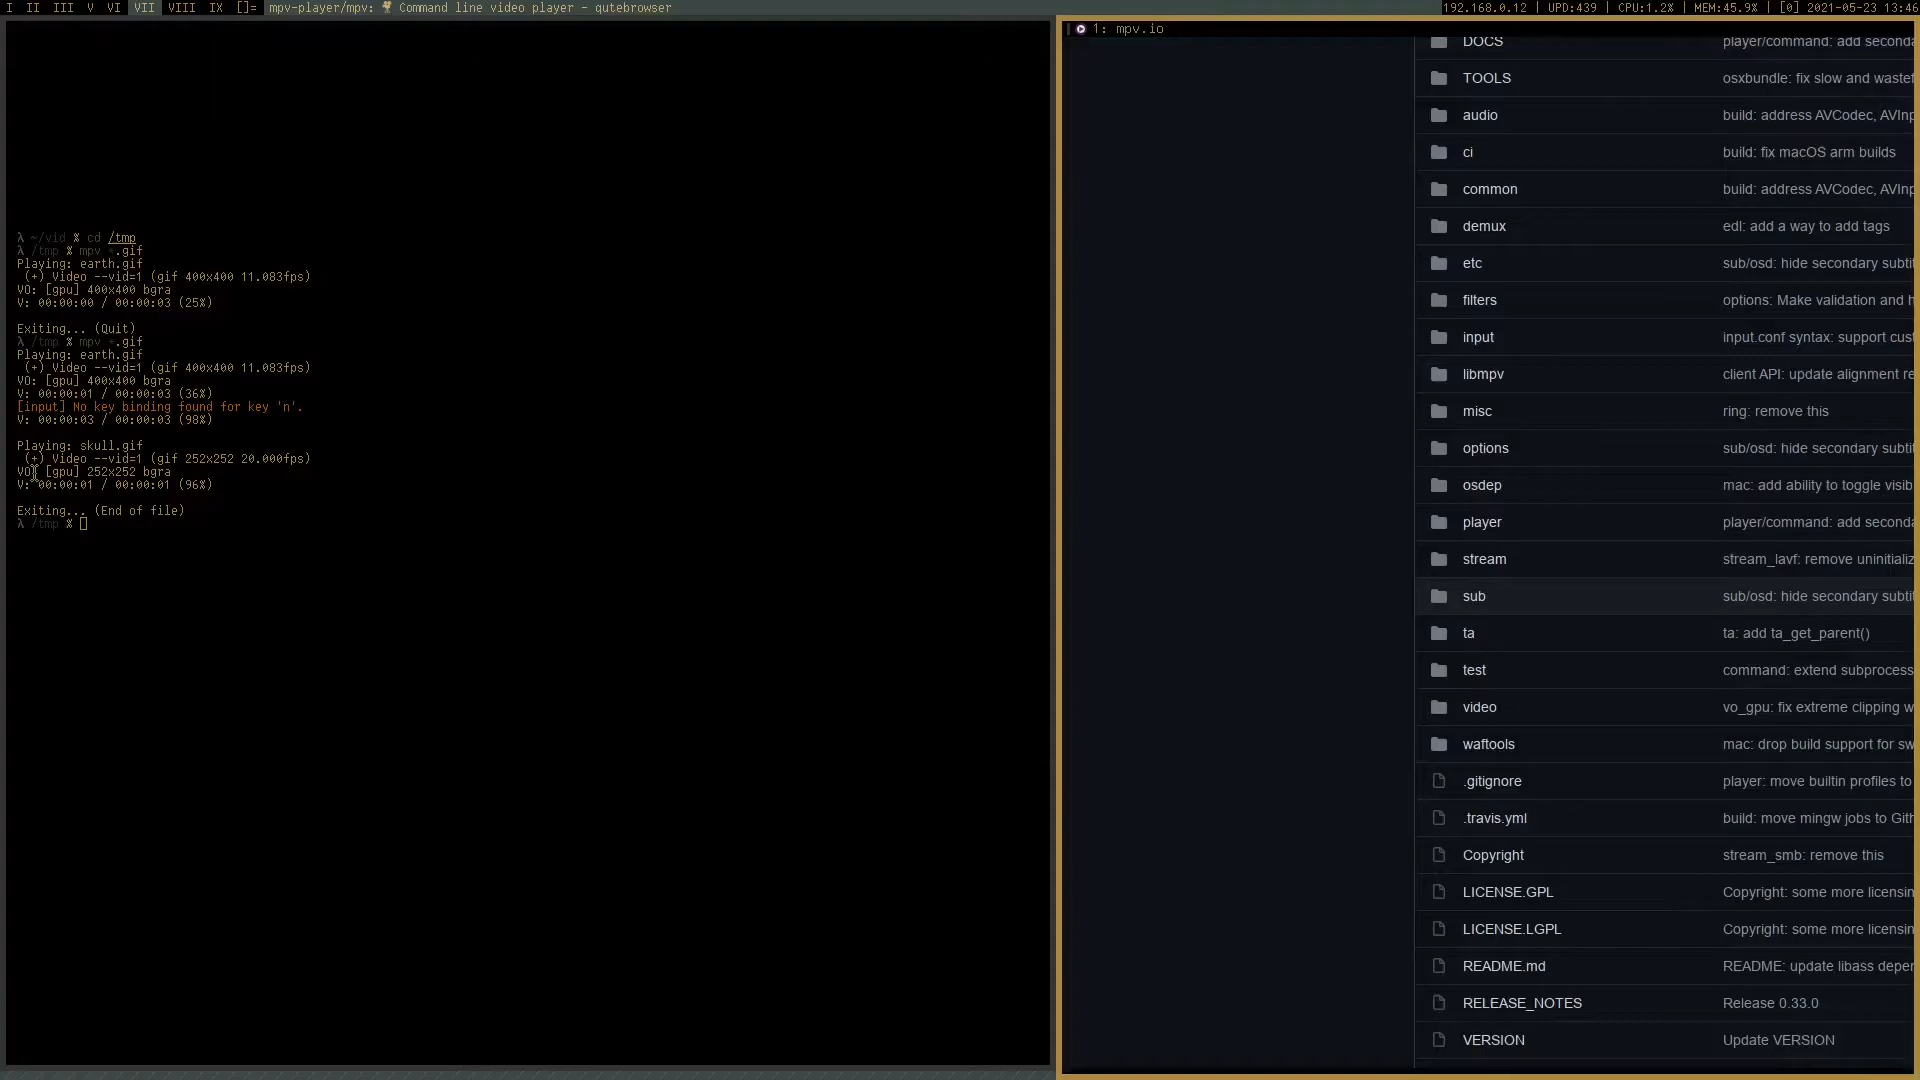 I II III V VI VII VIII IX []= mpv-player/mpv: Command line video player - qutebrowser
192.168.0.12 | UPD:439 | CPU:1.2% | MEM:45.9% | [0] 2021-05-23 13:46
λ ~/vid % cd /tmp
λ /tmp % mpv *.gif
Playing: earth.gif
(+) Video --vid=1 (gif 400x400 11.083fps)
VO: [gpu] 400x400 bgra
V: 00:00:00 / 00:00:03 (25%)
Exiting... (Quit)
λ /tmp % mpv *.gif
Playing: earth.gif
(+) Video --vid=1 (gif 400x400 11.083fps)
VO: [gpu] 400x400 bgra
V: 00:00:01 / 00:00:03 (36%)
[input] No key binding found for key 'n'.
V: 00:00:03 / 00:00:03 (98%)
Playing: skull.gif
(+) Video --vid=1 (gif 252x252 20.000fps)
VO: [gpu] 252x252 bgra
V: 00:00:01 / 00:00:01 (96%)
Exiting... (End of file)
λ /tmp %
1: mpv.io
DOCS player/command: add seconda
TOOLS osxbundle: fix slow and wastef
audio build: address AVCodec, AVInp
ci build: fix macOS arm builds
common build: address AVCodec, AVInp
demux edl: add a way to add tags
etc sub/osd: hide secondary subtit
filters options: Make validation and h
input input.conf syntax: support cust
libmpv client API: update alignment re
misc ring: remove this
options sub/osd: hide secondary subtit
osdep mac: add ability to toggle visib
player player/command: add seconda
stream stream_lavf: remove uninitializ
sub sub/osd: hide secondary subtit
ta ta: add ta_get_parent()
test command: extend subprocess
video vo_gpu: fix extreme clipping w
waftools mac: drop build support for sw
.gitignore player: move builtin profiles to
.travis.yml build: move mingw jobs to Gith
Copyright stream_smb: remove this
LICENSE.GPL Copyright: some more licensin
LICENSE.LGPL Copyright: some more licensin
README.md README: update libass deper
RELEASE_NOTES Release 0.33.0
VERSION Update VERSION